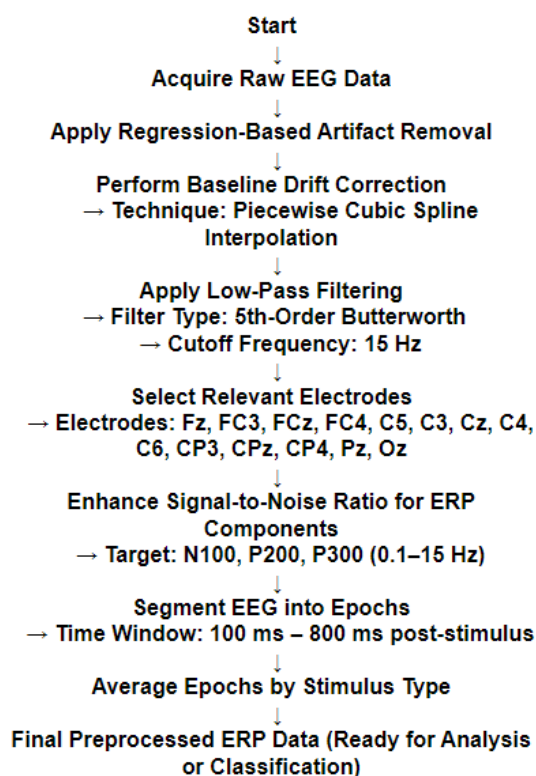 Start
↓
Acquire Raw EEG Data
↓
Apply Regression-Based Artifact Removal
↓
Perform Baseline Drift Correction
→ Technique: Piecewise Cubic Spline
Interpolation
↓
Apply Low-Pass Filtering
→ Filter Type: 5th-Order Butterworth
→ Cutoff Frequency: 15 Hz
↓
Select Relevant Electrodes
→ Electrodes: Fz, FC3, FCz, FC4, C5, C3, Cz, C4,
C6, CP3, CPz, CP4, Pz, Oz
↓
Enhance Signal-to-Noise Ratio for ERP
Components
→ Target: N100, P200, P300 (0.1–15 Hz)
↓
Segment EEG into Epochs
→ Time Window: 100 ms – 800 ms post-stimulus
↓
Average Epochs by Stimulus Type
↓
Final Preprocessed ERP Data (Ready for Analysis
or Classification)